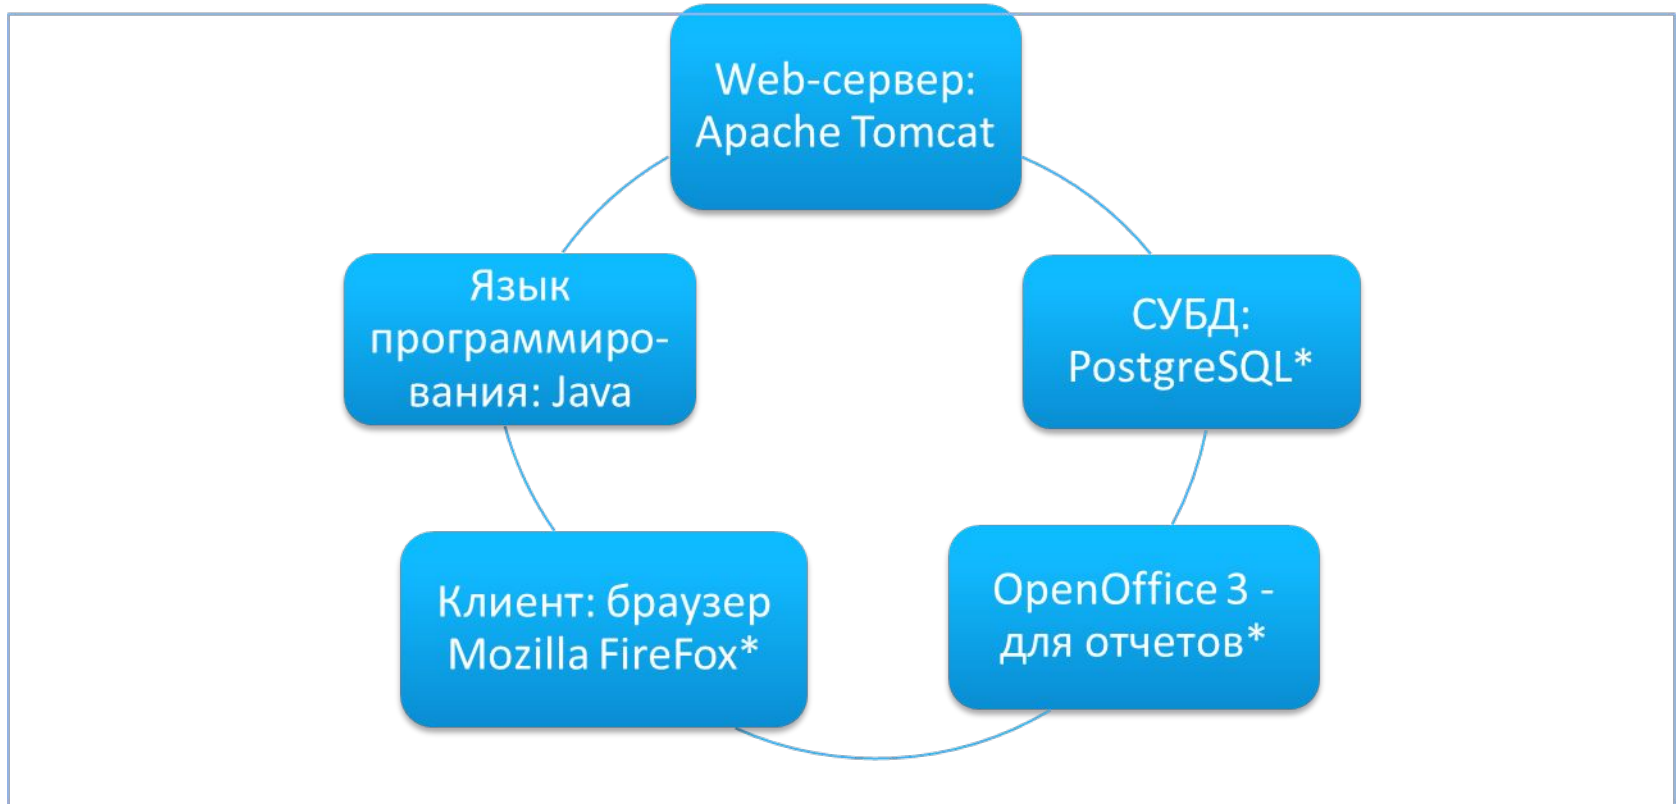 Web-сервер:
Apache Tomcat
Язык
программиро-
вания: Java
СУБД:
PostgreSQL*
Клиент: браузер
Mozilla FireFox*
OpenOffice 3 -
для отчетов*